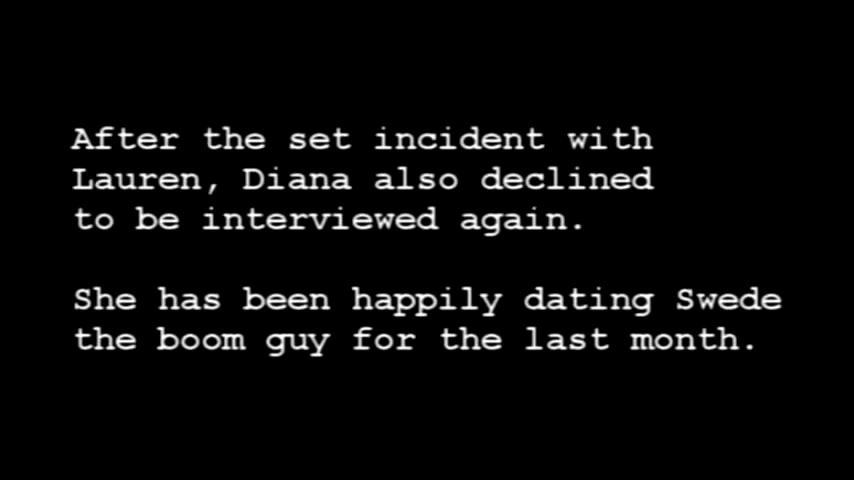 After the set incident with
Lauren, Diana also declined
to be interviewed again.
She has been happily dating Swede
the boom guy for the last month.